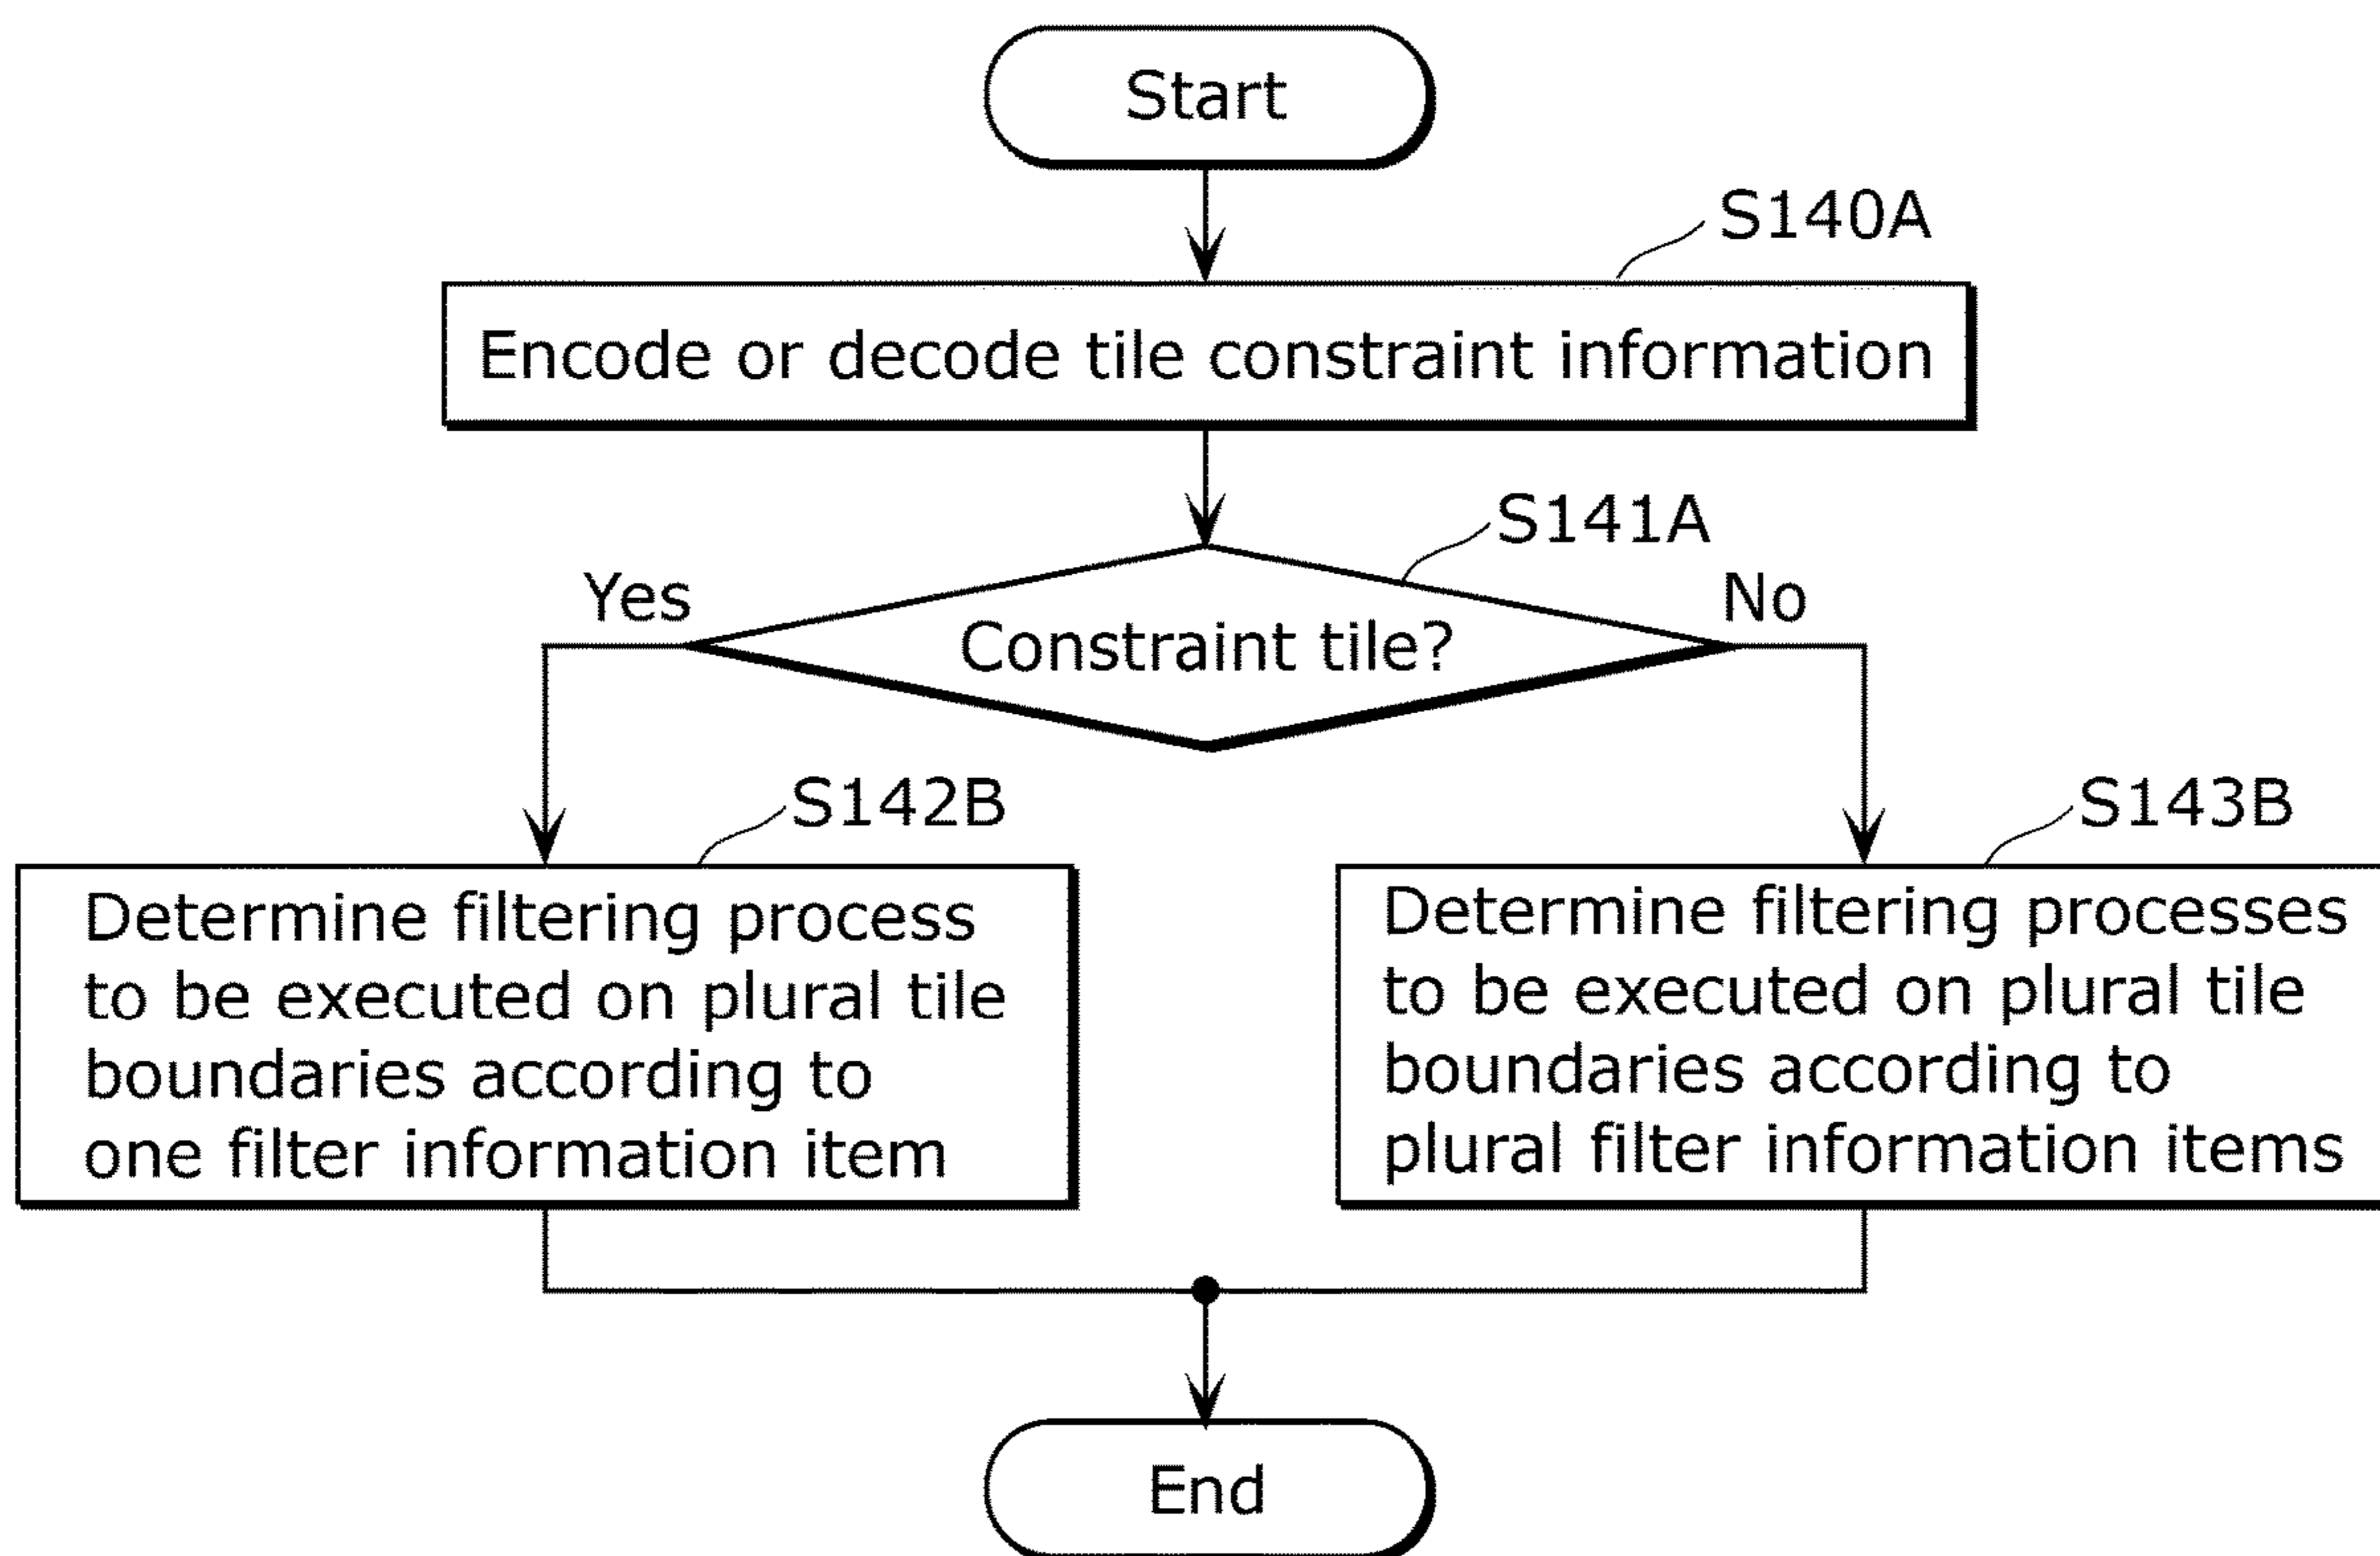 Start
S140A
Encode or decode tile constraint information
S141A
Yes
No
Constraint tile?
S142B
Determine filtering process
to be executed on plural tile
boundaries according to
one filter information item
S143B
Determine filtering processes
to be executed on plural tile
boundaries according to
plural filter information items
End